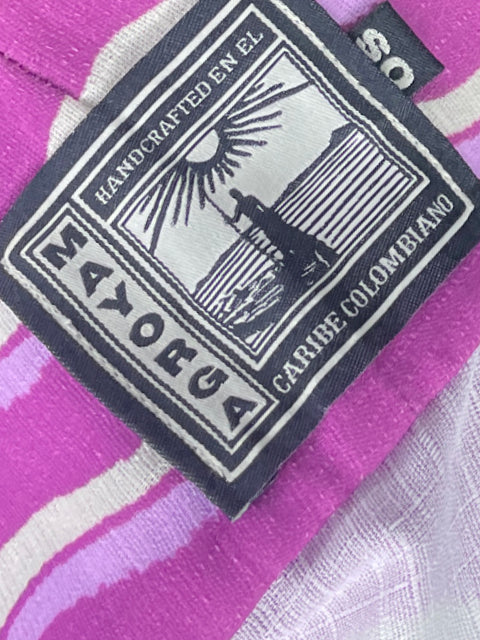 HANDCRAFTED EN EL
MAYORGA
CARIBE COLOMBIANO